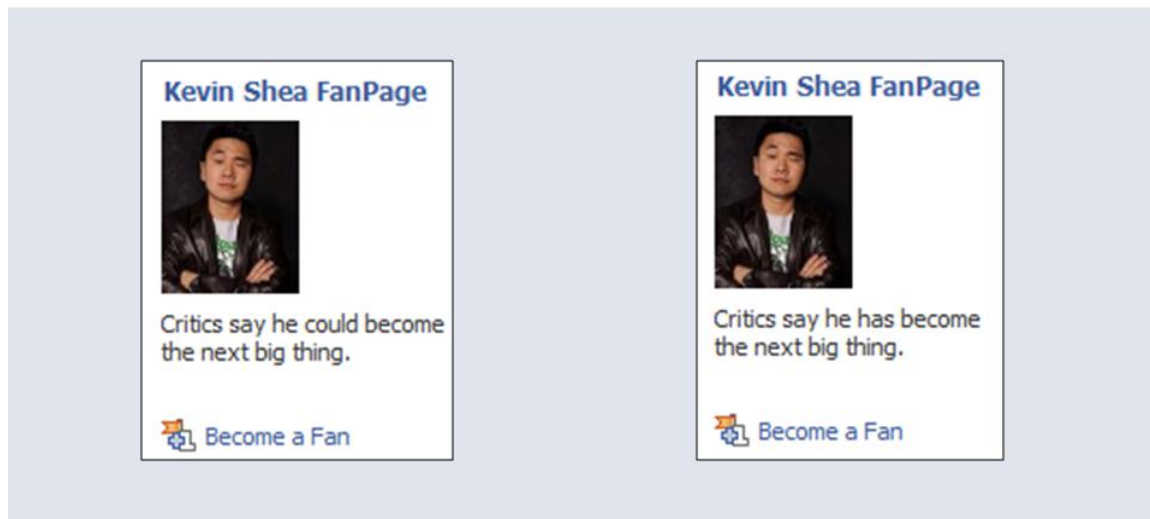 Kevin Shea FanPage
Critics say he could become
the next big thing.
Become a Fan
Kevin Shea FanPage
Critics say he has become
the next big thing.
Become a Fan